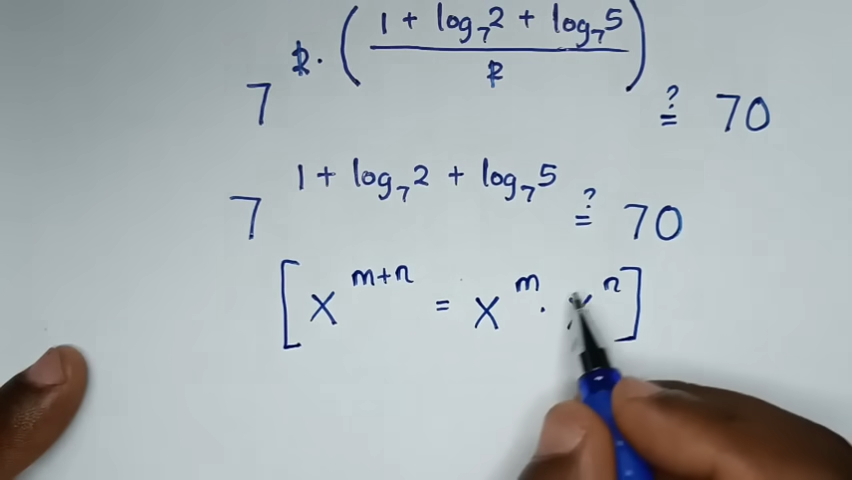 7^{2 · ((1 + log_7 2 + log_7 5) / 2)} ≟ 70
7^{1 + log_7 2 + log_7 5} ≟ 70
[x^{m+n} = x^m · x^n]